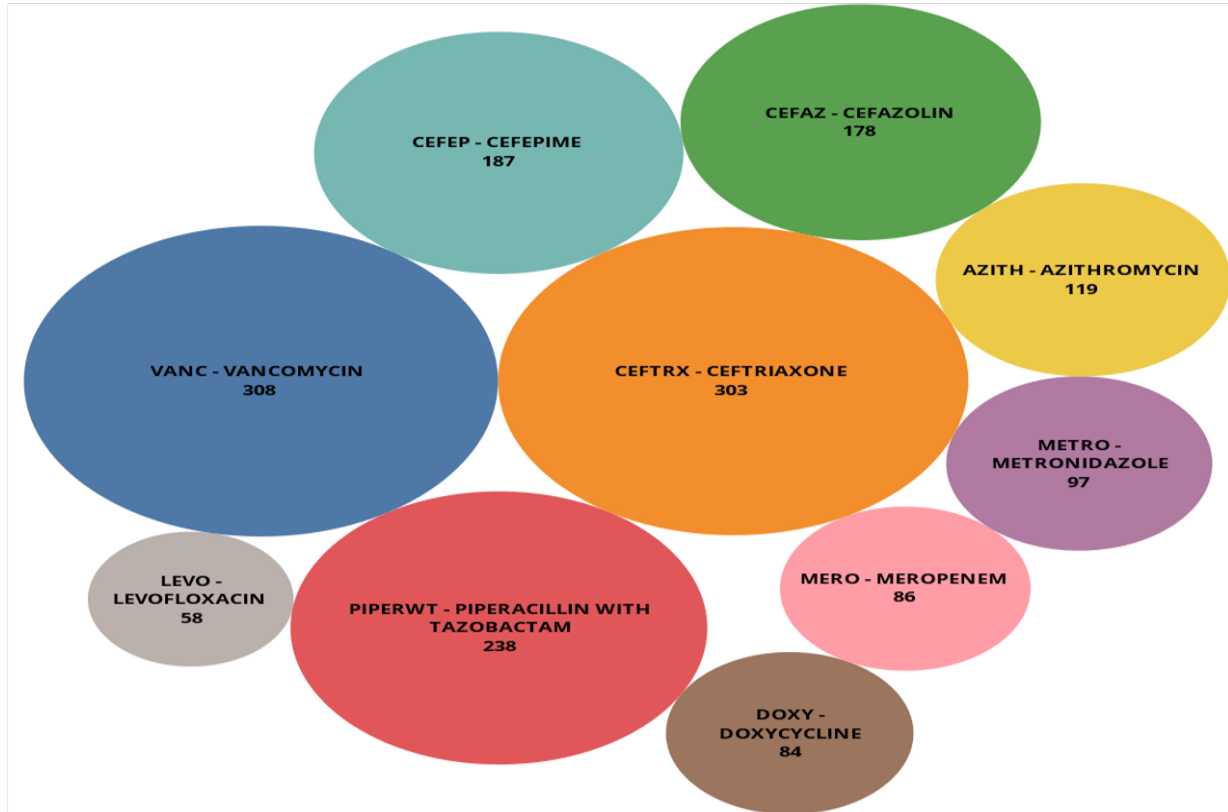 CEFAZ - CEFAZOLIN
178
CEFEP - CEFEPIME
187
AZITH - AZITHROMYCIN
119
VANC - VANCOMYCIN
308
CEFTRX - CEFTRIAXONE
303
METRO -
METRONIDAZOLE
97
LEVO -
LEVOFLOXACIN
58
PIPERWT - PIPERACILLIN WITH
TAZOBACTAM
238
MERO - MEROPENEM
86
DOXY -
DOXYCYCLINE
84